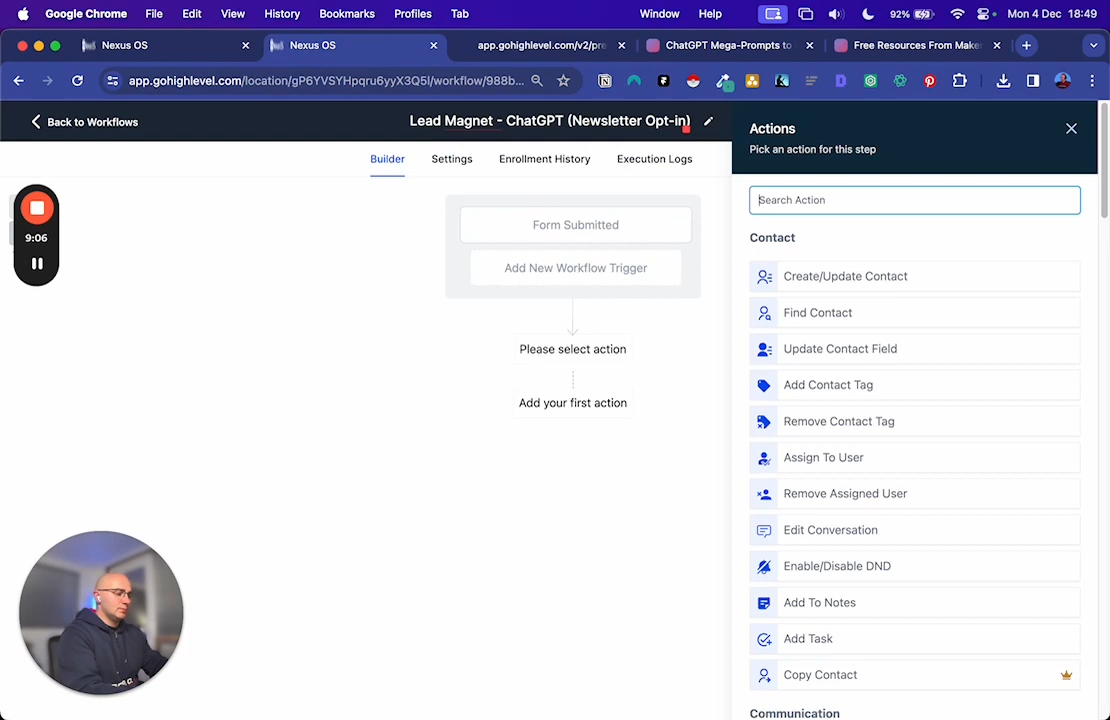 Google Chrome File Edit View History Bookmarks Profiles Tab Window Help 92% Mon 4 Dec 18:49
Nexus OS
Nexus OS
app.gohighlevel.com/v2/pre
ChatGPT Mega-Prompts to
Free Resources From Make
app.gohighlevel.com/location/gP6YVSYHpqru6yyX3Q5l/workflow/988b...
Back to Workflows
Lead Magnet - ChatGPT (Newsletter Opt-in)
Builder Settings Enrollment History Execution Logs
9:06
Form Submitted
Add New Workflow Trigger
Please select action
Add your first action
Actions
Pick an action for this step
Search Action
Contact
Create/Update Contact
Find Contact
Update Contact Field
Add Contact Tag
Remove Contact Tag
Assign To User
Remove Assigned User
Edit Conversation
Enable/Disable DND
Add To Notes
Add Task
Copy Contact
Communication